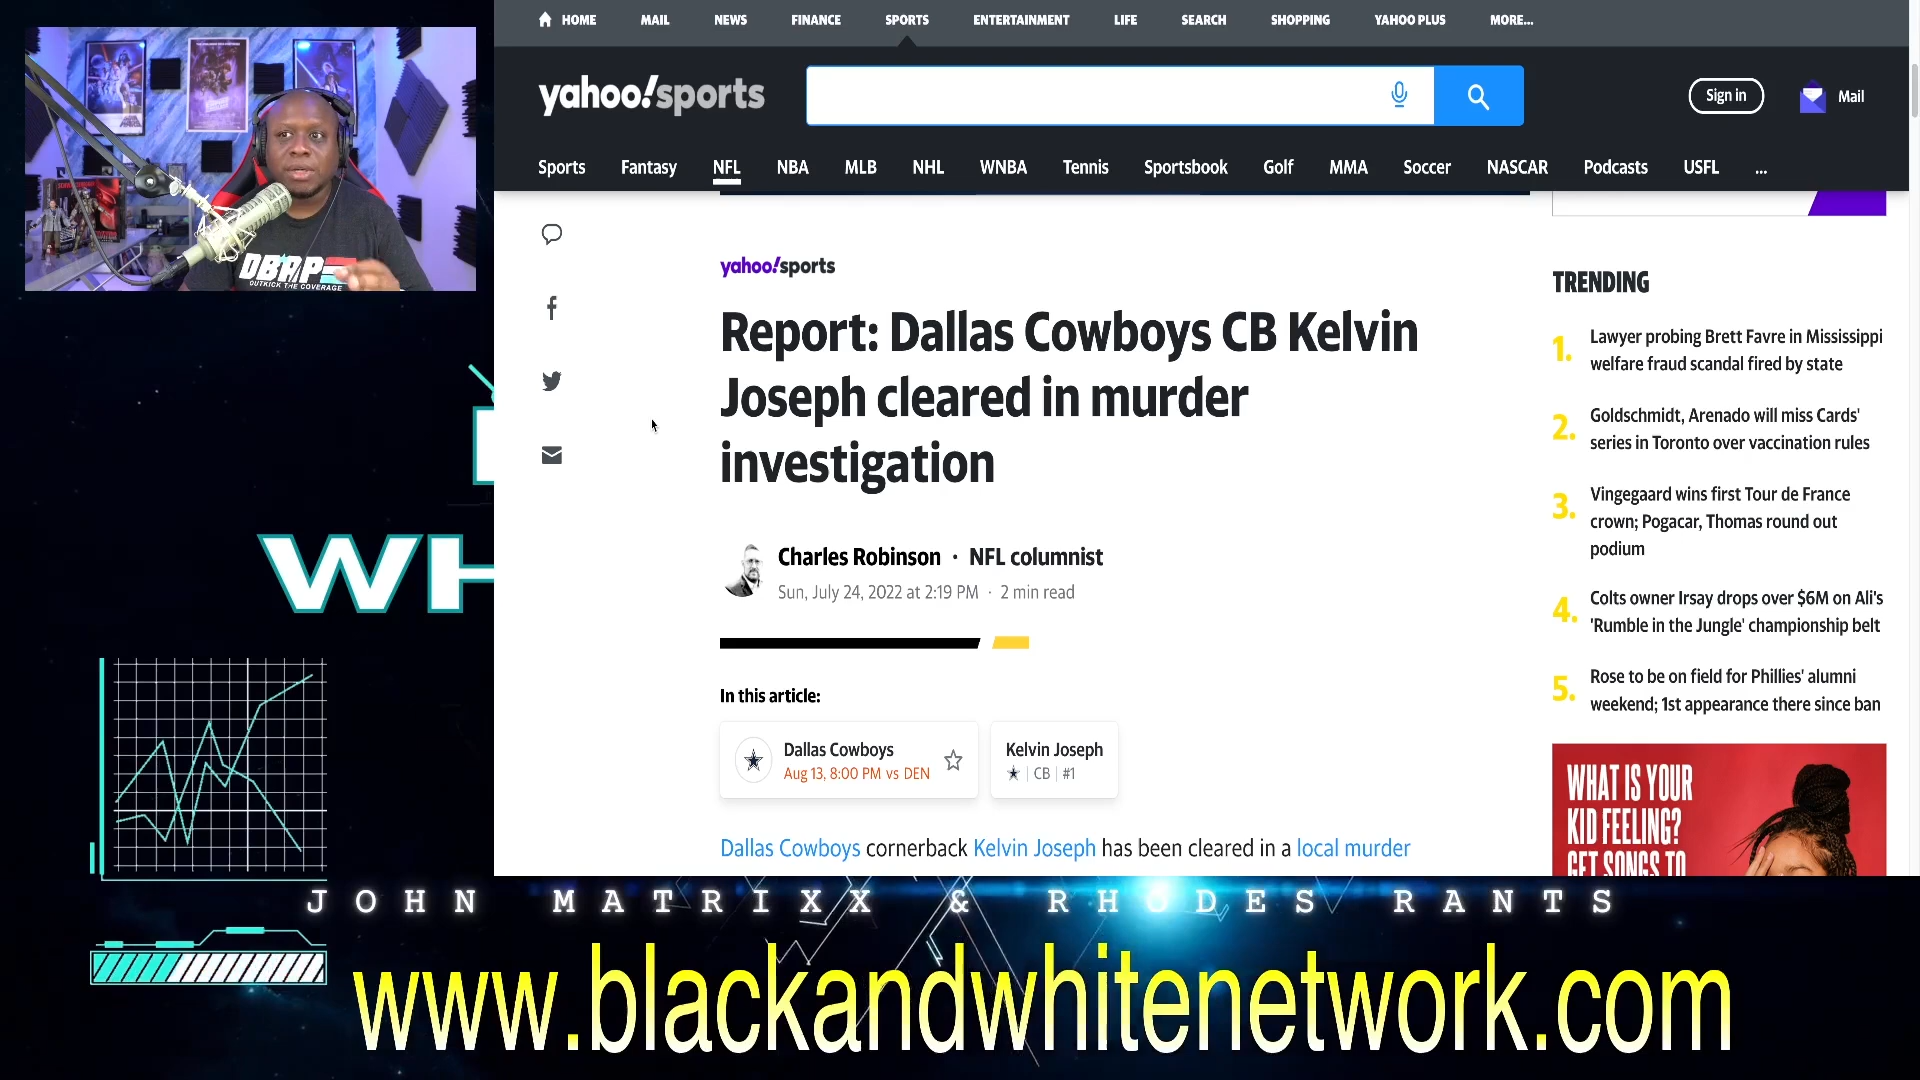 HOME MAIL NEWS FINANCE SPORTS ENTERTAINMENT LIFE SEARCH SHOPPING YAHOO PLUS MORE...
yahoo!sports
Sign in
Mail
Sports Fantasy NFL NBA MLB NHL WNBA Tennis Sportsbook Golf MMA Soccer NASCAR Podcasts USFL ...
DBAP
OUTKICK THE COVERAGE
yahoo!sports
Report: Dallas Cowboys CB Kelvin
Joseph cleared in murder
investigation
Charles Robinson · NFL columnist
Sun, July 24, 2022 at 2:19 PM · 2 min read
In this article:
Dallas Cowboys
Aug 13, 8:00 PM vs DEN
Kelvin Joseph
CB #1
Dallas Cowboys cornerback Kelvin Joseph has been cleared in a local murder
TRENDING
1. Lawyer probing Brett Favre in Mississippi
welfare fraud scandal fired by state
2. Goldschmidt, Arenado will miss Cards'
series in Toronto over vaccination rules
3. Vingegaard wins first Tour de France
crown; Pogacar, Thomas round out
podium
4. Colts owner Irsay drops over $6M on Ali's
'Rumble in the Jungle' championship belt
5. Rose to be on field for Phillies' alumni
weekend; 1st appearance there since ban
WHAT IS YOUR
KID FEELING?
GET SONGS TO
WH
JOHN MATRIXX & RHODES RANTS
www.blackandwhitenetwork.com